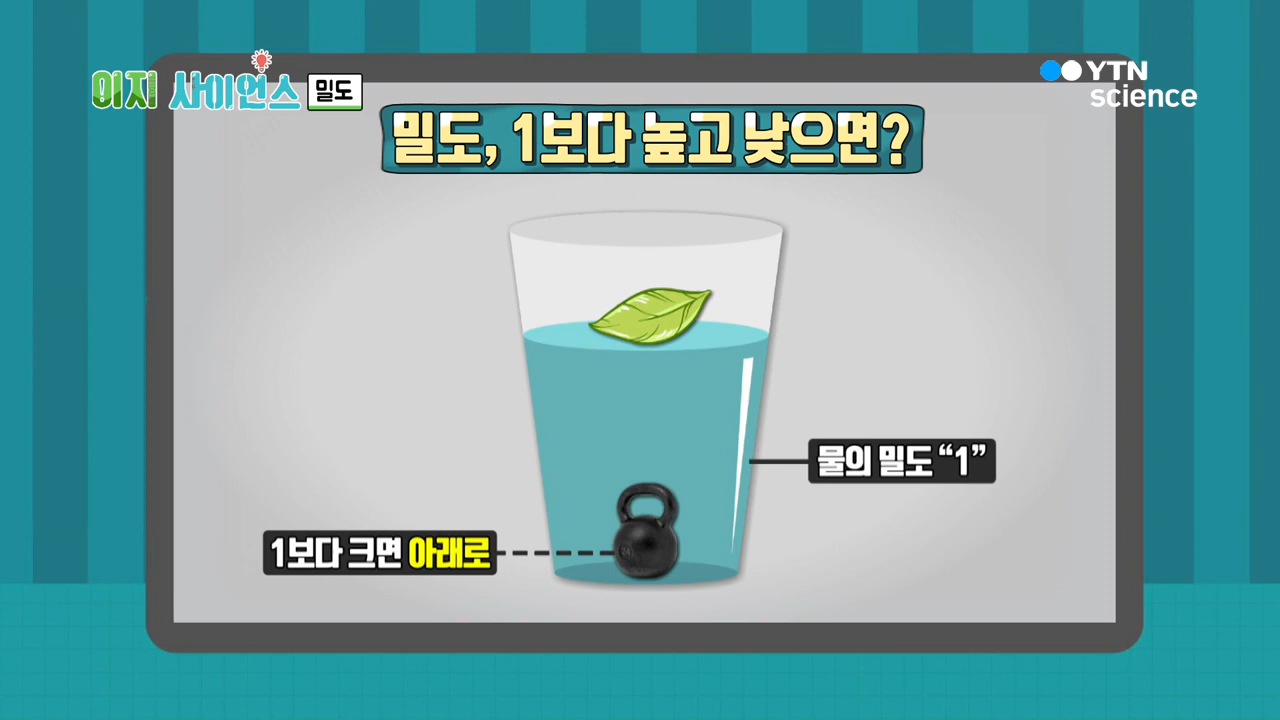 이지 사이언스 밀도
YTN
science
밀도, 1보다 높고 낮으면?
물의 밀도 “1”
1보다 크면 아래로